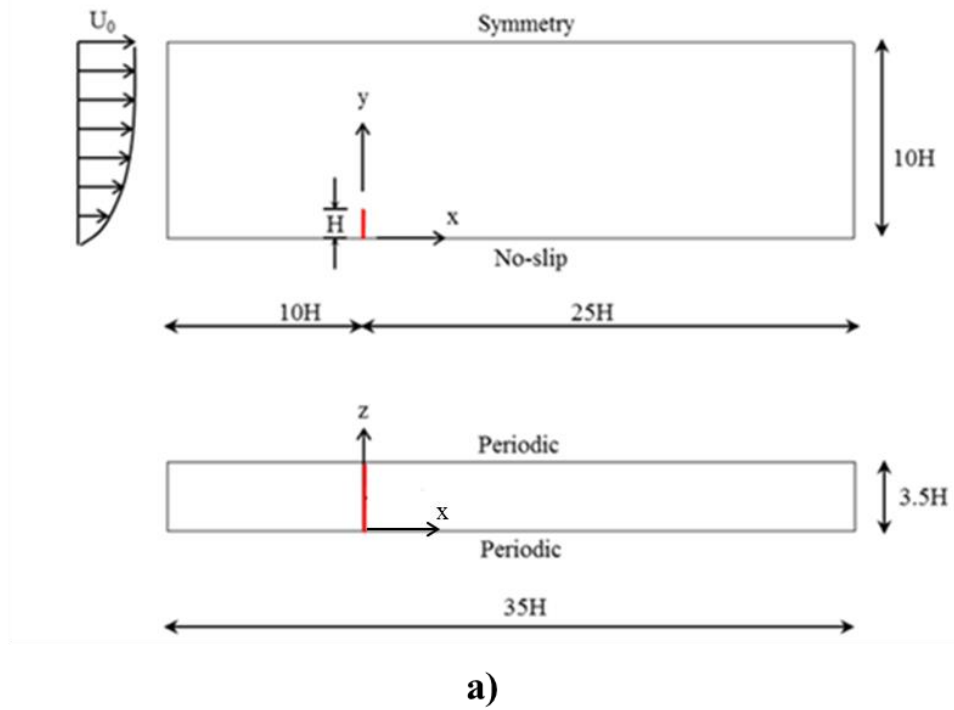 U₀
Symmetry
y
10H
H
x
No-slip
10H
25H
z
Periodic
3.5H
x
Periodic
35H
a)